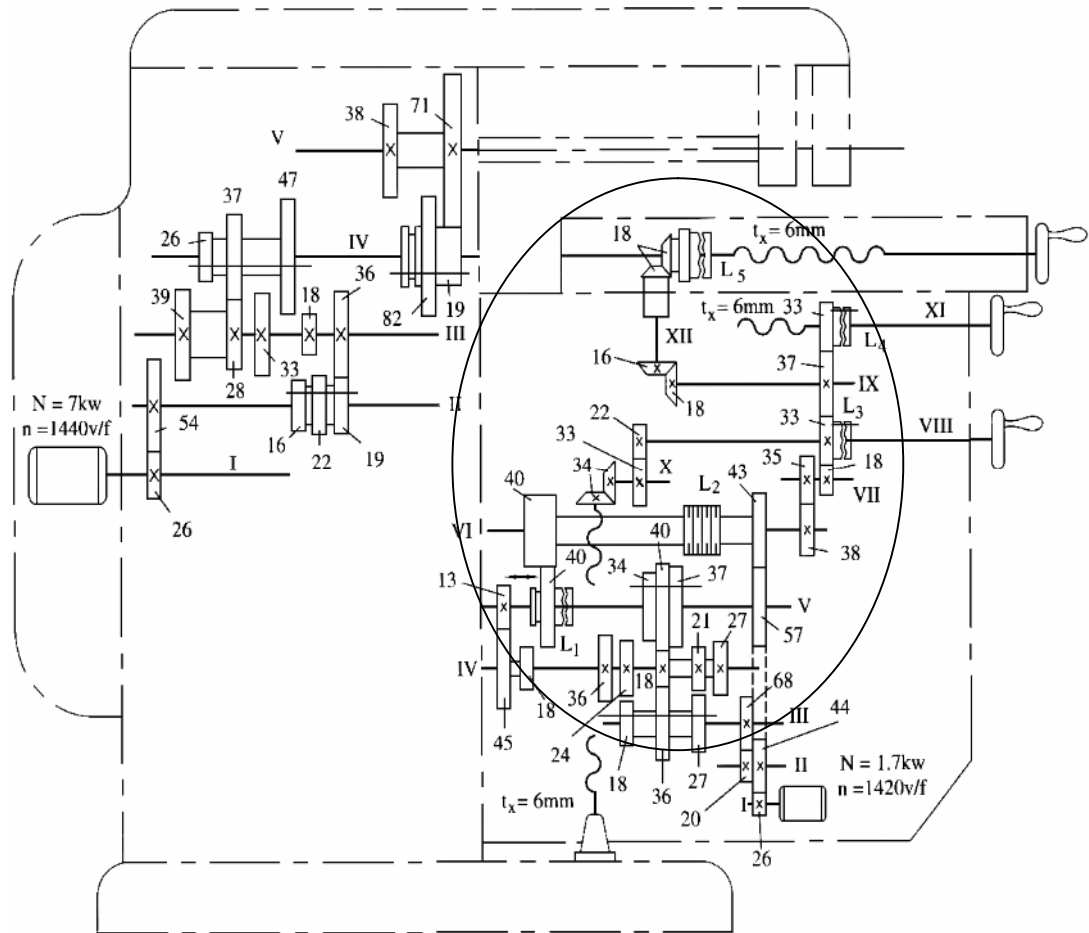 71
38
V
47
37
26
IV
36
39
18
19
82
III
33
28
II
N = 7kw
n = 1440v/f
54
16
22
19
I
26
18
t_x = 6mm
L_5
t_x = 6mm
33
XI
XII
L_4
16
37
IX
18
L_3
22
33
VIII
33
X
35
18
34
34
L_2
43
VII
40
VI
38
40
40
34
37
13
V
L_1
21
27
57
IV
18
18
36
68
III
44
45
24
18
27
II
N = 1.7kw
n = 1420v/f
36
20
I
t_x = 6mm
26